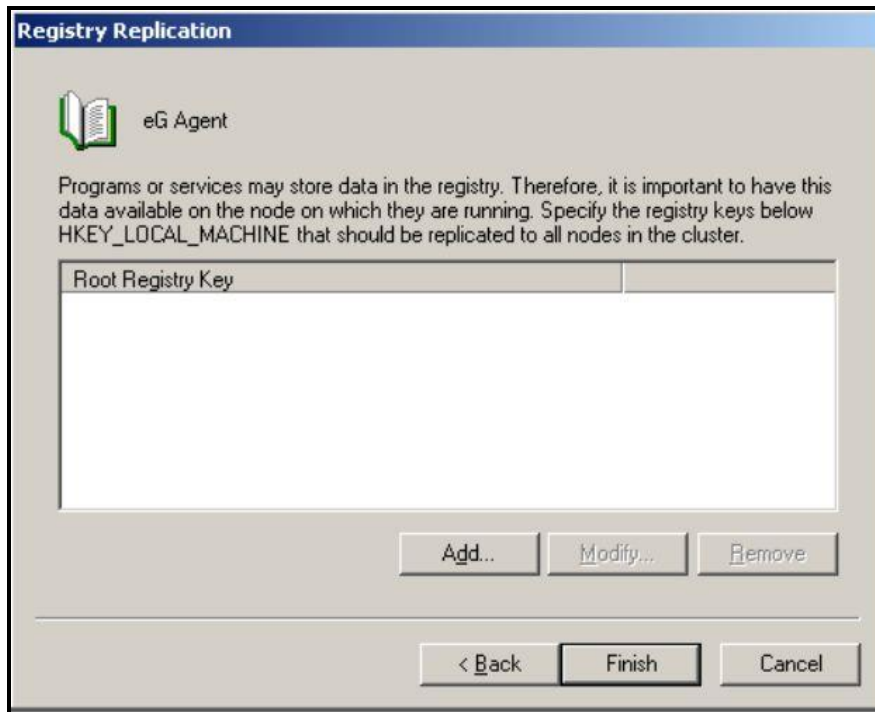 Registry Replication
eG Agent
Programs or services may store data in the registry. Therefore, it is important to have this
data available on the node on which they are running. Specify the registry keys below
HKEY_LOCAL_MACHINE that should be replicated to all nodes in the cluster.
Root Registry Key
Add... Modify... Remove
< Back Finish Cancel